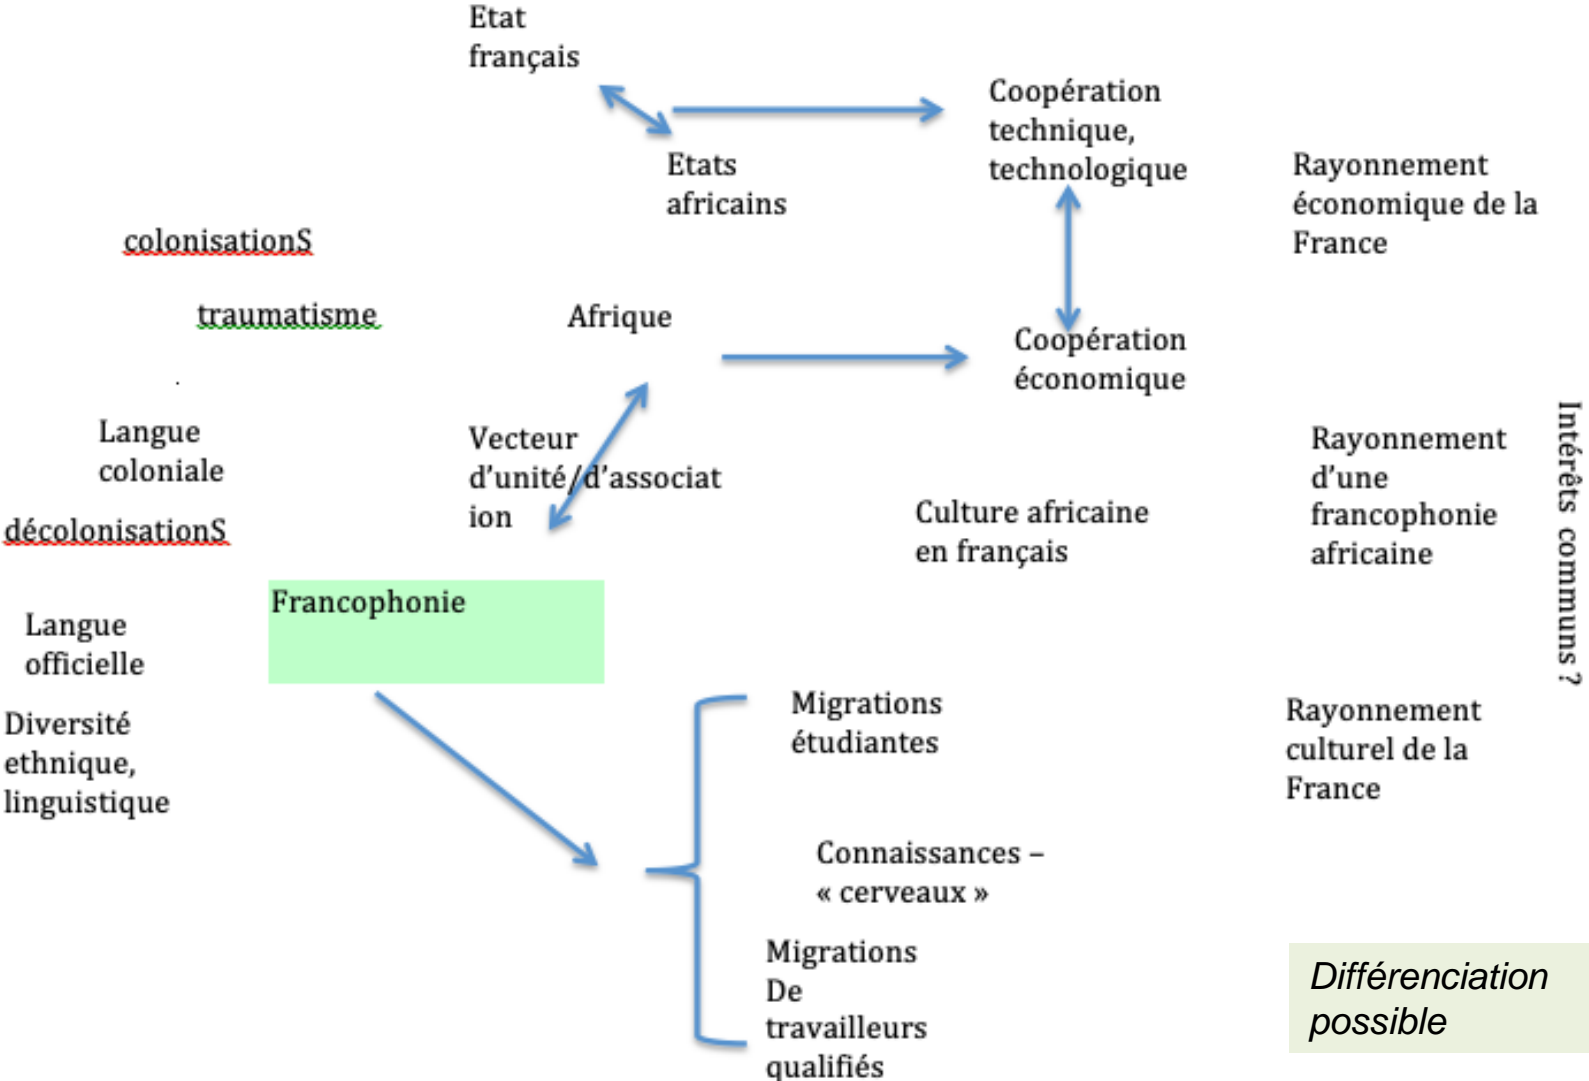 Etat
français
Coopération
technique,
technologique
Etats
africains
Rayonnement
économique de la
France
colonisationS
traumatisme
Afrique
Coopération
économique
Langue
coloniale
Vecteur
d’unité/d’associat
ion
Rayonnement
d’une
francophonie
africaine
Intérêts communs ?
Culture africaine
en français
décolonisationS
Francophonie
Langue
officielle
Diversité
ethnique,
linguistique
Migrations
étudiantes
Rayonnement
culturel de la
France
Connaissances –
« cerveaux »
Migrations
De
travailleurs
qualifiés
Différenciation
possible